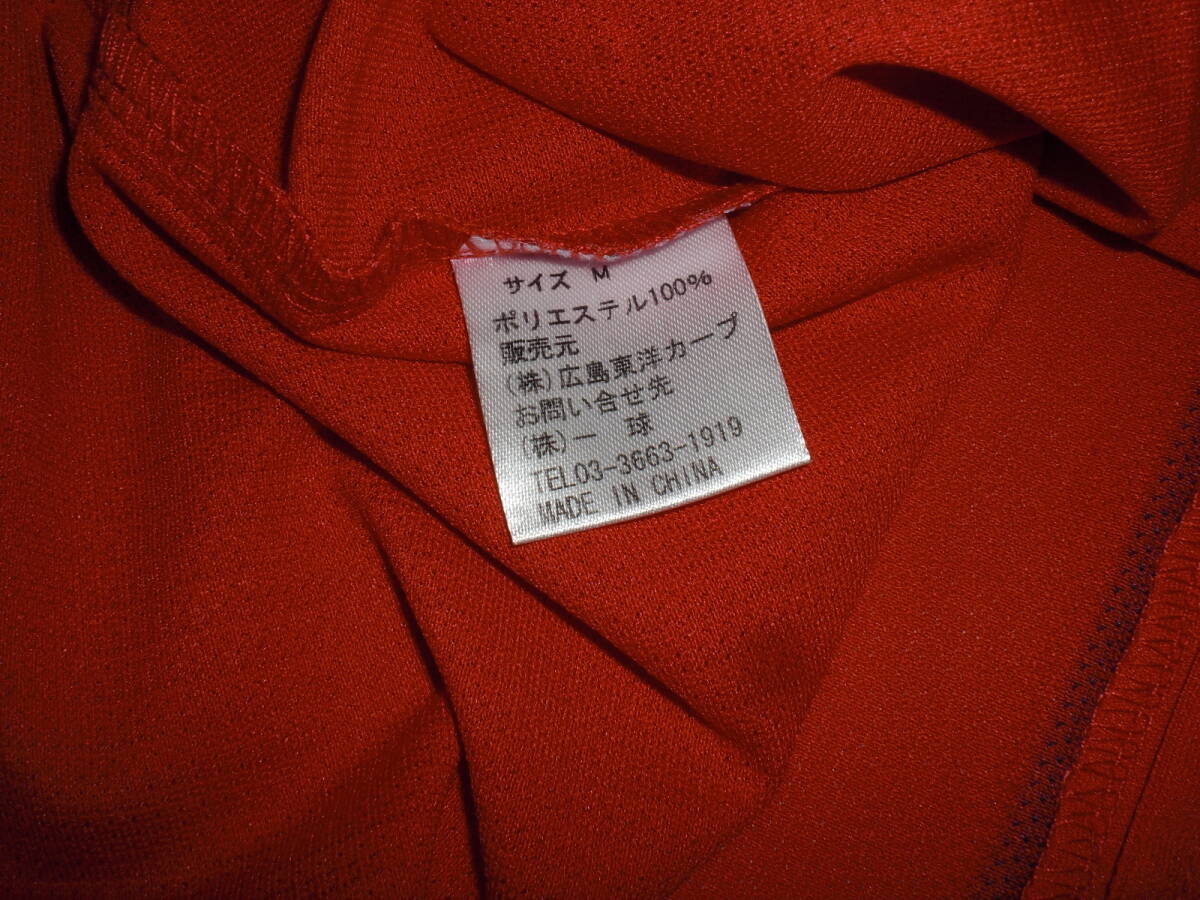 サイズ M
ポリエステル100%
販売元
(株)広島東洋カープ
お問い合せ先
(株)一 球
TEL03-3663-1919
MADE IN CHINA